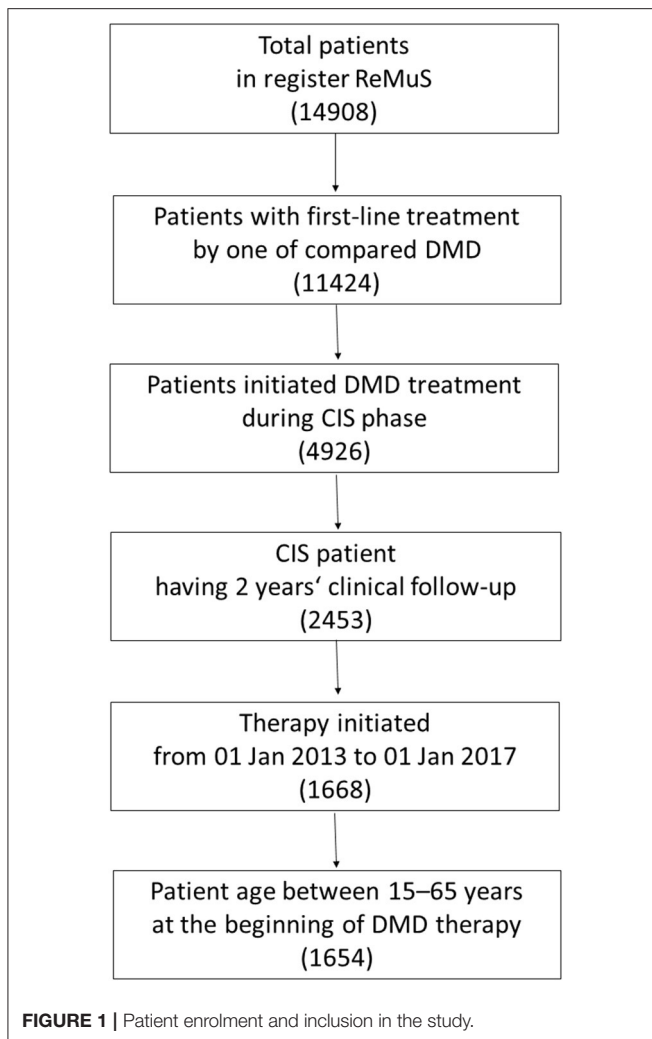 Total patients
in register ReMuS
(14908)
Patients with first-line treatment
by one of compared DMD
(11424)
Patients initiated DMD treatment
during CIS phase
(4926)
CIS patient
having 2 years‘ clinical follow-up
(2453)
Therapy initiated
from 01 Jan 2013 to 01 Jan 2017
(1668)
Patient age between 15–65 years
at the beginning of DMD therapy
(1654)
FIGURE 1 | Patient enrolment and inclusion in the study.